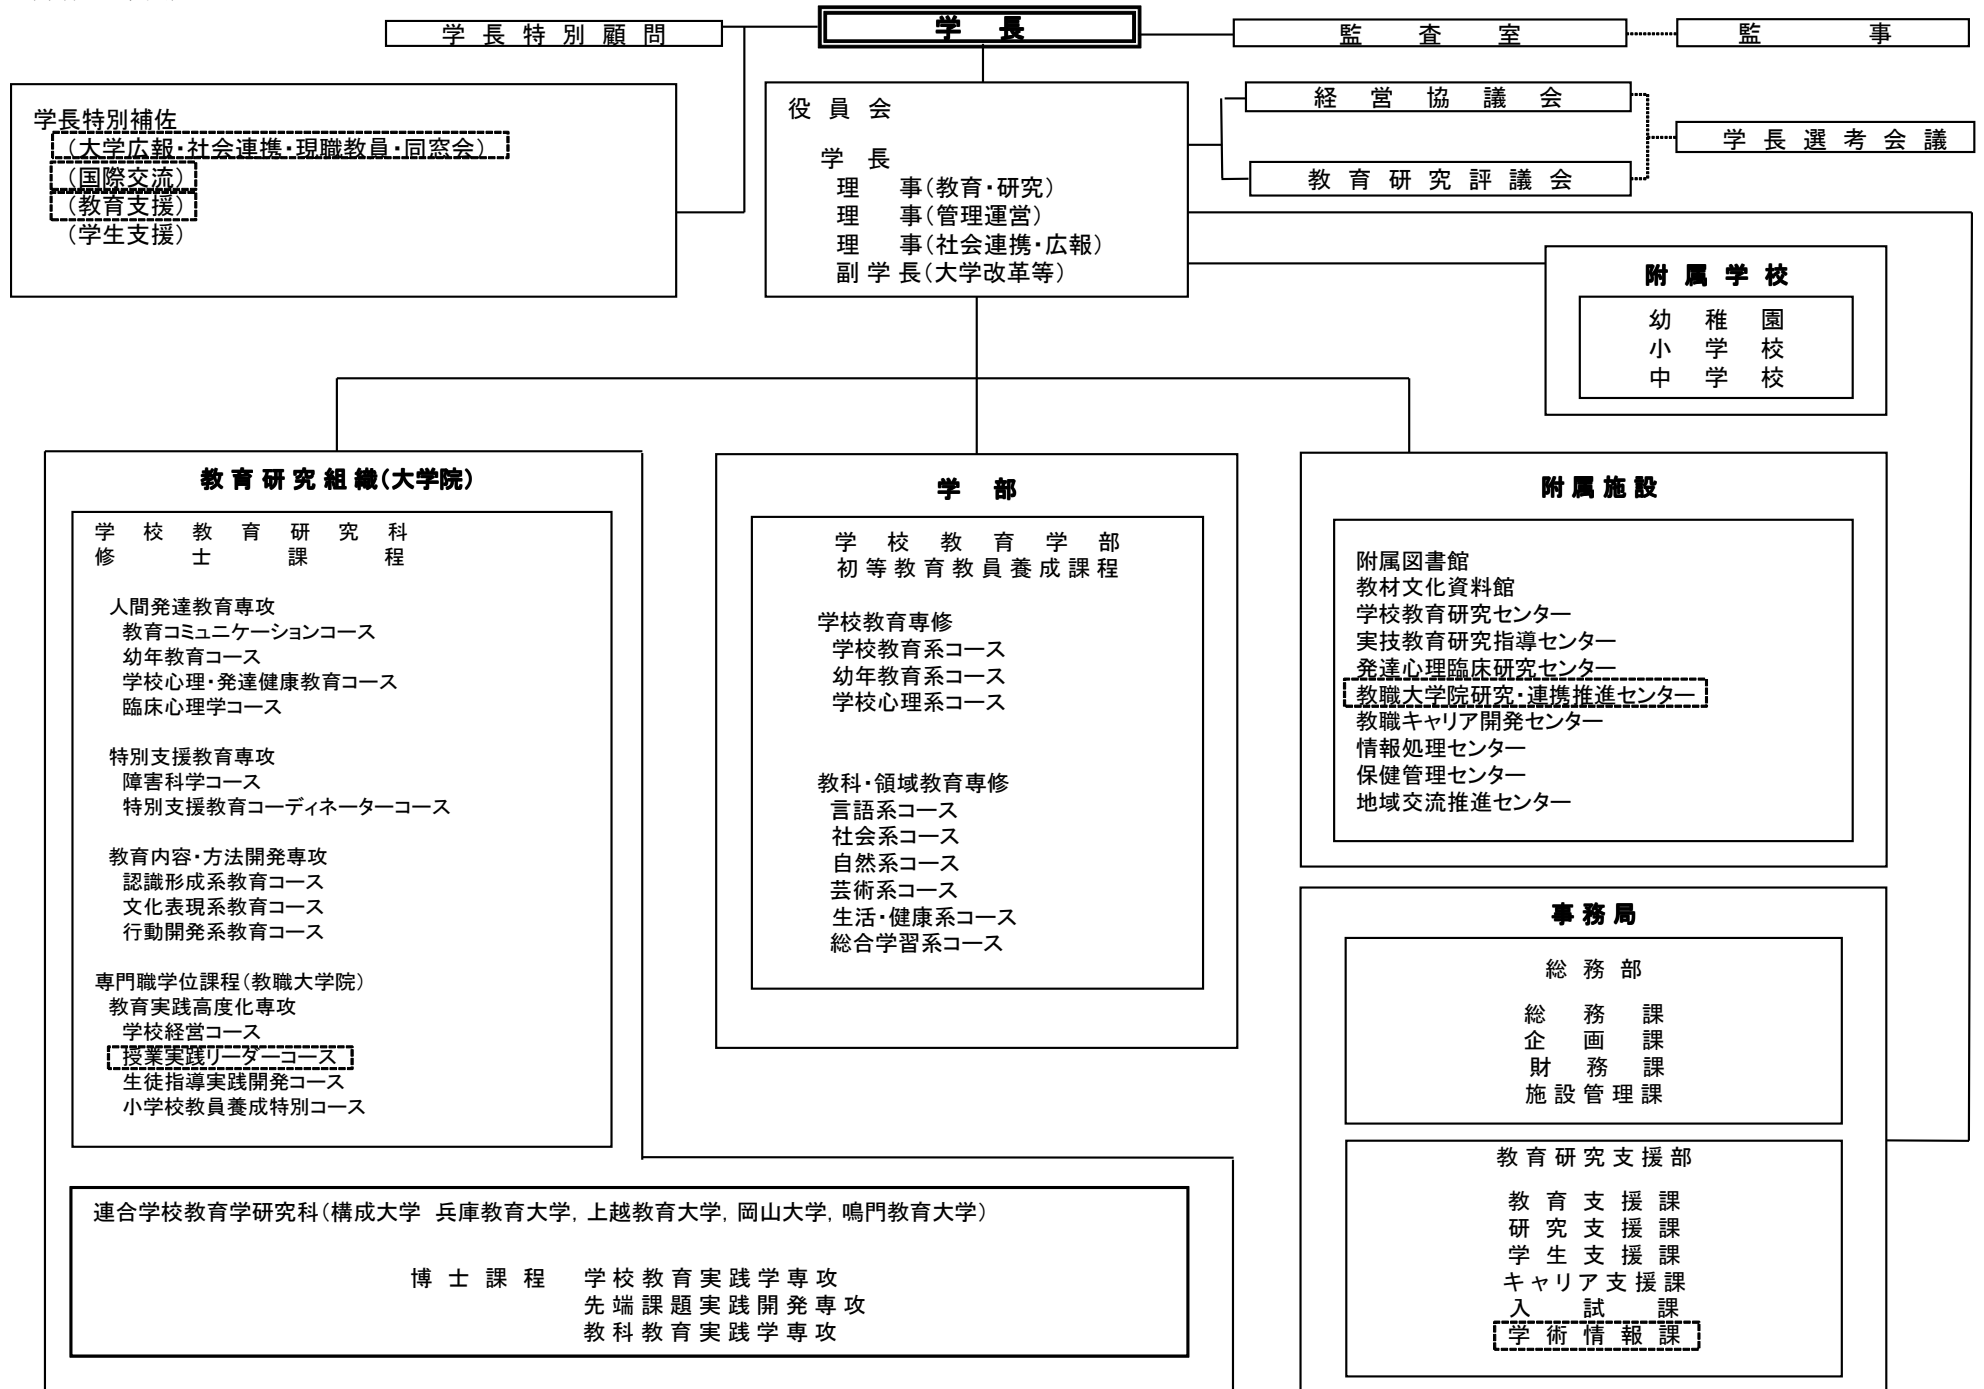 学長特別顧問
学長
監査室
監事
学長特別補佐
（大学広報・社会連携・現職教員・同窓会）
（国際交流）
（教育支援）
（学生支援）
役員会
学長
理事（教育・研究）
理事（管理運営）
理事（社会連携・広報）
副学長（大学改革等）
経営協議会
教育研究評議会
学長選考会議
附属学校
幼稚園
小学校
中学校
教育研究組織（大学院）
学校教育研究科
修士課程
人間発達教育専攻
教育コミュニケーションコース
幼年教育コース
学校心理・発達健康教育コース
臨床心理学コース
特別支援教育専攻
障害科学コース
特別支援教育コーディネーターコース
教育内容・方法開発専攻
認識形成系教育コース
文化表現系教育コース
行動開発系教育コース
専門職学位課程（教職大学院）
教育実践高度化専攻
学校経営コース
授業実践リーダーコース
生徒指導実践開発コース
小学校教員養成特別コース
連合学校教育学研究科（構成大学　兵庫教育大学, 上越教育大学, 岡山大学, 鳴門教育大学）
博士課程　学校教育実践学専攻
先端課題実践開発専攻
教科教育実践学専攻
学部
学校教育学部
初等教育教員養成課程
学校教育専修
学校教育系コース
幼年教育系コース
学校心理系コース
教科・領域教育専修
言語系コース
社会系コース
自然系コース
芸術系コース
生活・健康系コース
総合学習系コース
附属施設
附属図書館
教材文化資料館
学校教育研究センター
実技教育研究指導センター
発達心理臨床研究センター
教職大学院研究・連携推進センター
教職キャリア開発センター
情報処理センター
保健管理センター
地域交流推進センター
事務局
総務部
総務課
企画課
財務課
施設管理課
教育研究支援部
教育支援課
研究支援課
学生支援課
キャリア支援課
入試課
学術情報課